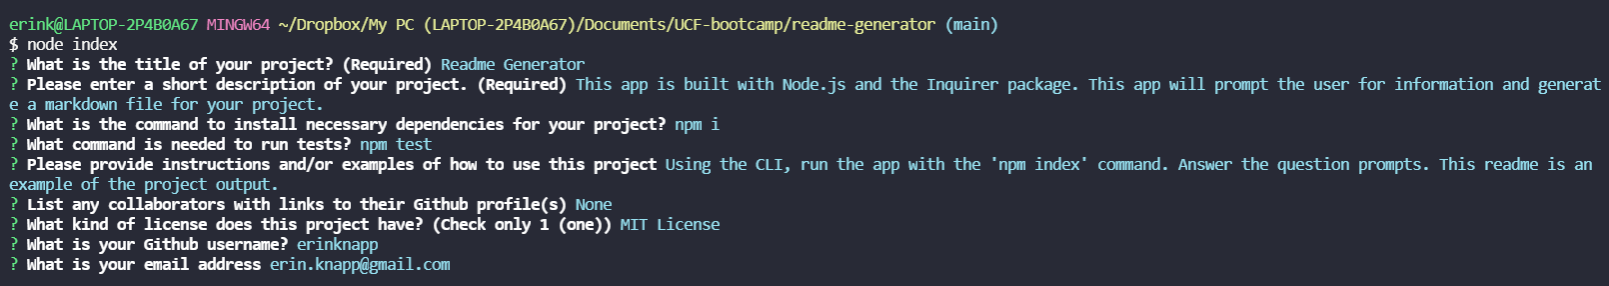 erink@LAPTOP-2P4B0A67 MINGW64 ~/Dropbox/My PC (LAPTOP-2P4B0A67)/Documents/UCF-bootcamp/readme-generator (main)
$ node index
? What is the title of your project? (Required) Readme Generator
? Please enter a short description of your project. (Required) This app is built with Node.js and the Inquirer package. This app will prompt the user for information and generat
e a markdown file for your project.
? What is the command to install necessary dependencies for your project? npm i
? What command is needed to run tests? npm test
? Please provide instructions and/or examples of how to use this project Using the CLI, run the app with the 'npm index' command. Answer the question prompts. This readme is an
example of the project output.
? List any collaborators with links to their Github profile(s) None
? What kind of license does this project have? (Check only 1 (one)) MIT License
? What is your Github username? erinknapp
? What is your email address erin.knapp@gmail.com